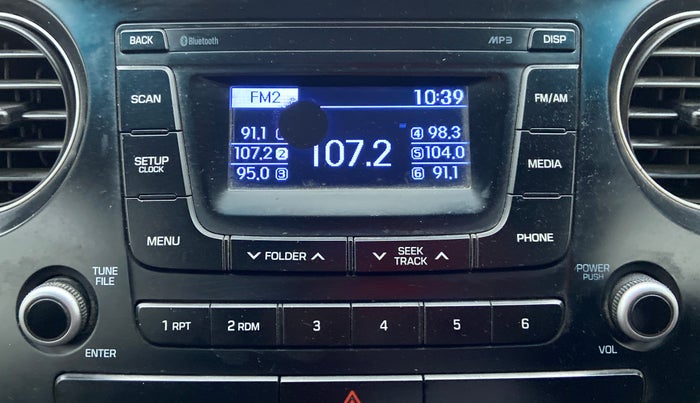 BACK Bluetooth MP3 DISP
SCAN FM2 10:39 FM/AM
91.1 4 98.3
SETUP CLOCK 107.2 2 107.2 5 104.0 MEDIA
95.0 3 6 91.1
MENU FOLDER SEEK TRACK PHONE
TUNE FILE POWER PUSH
1 RPT 2 RDM 3 4 5 6
ENTER VOL